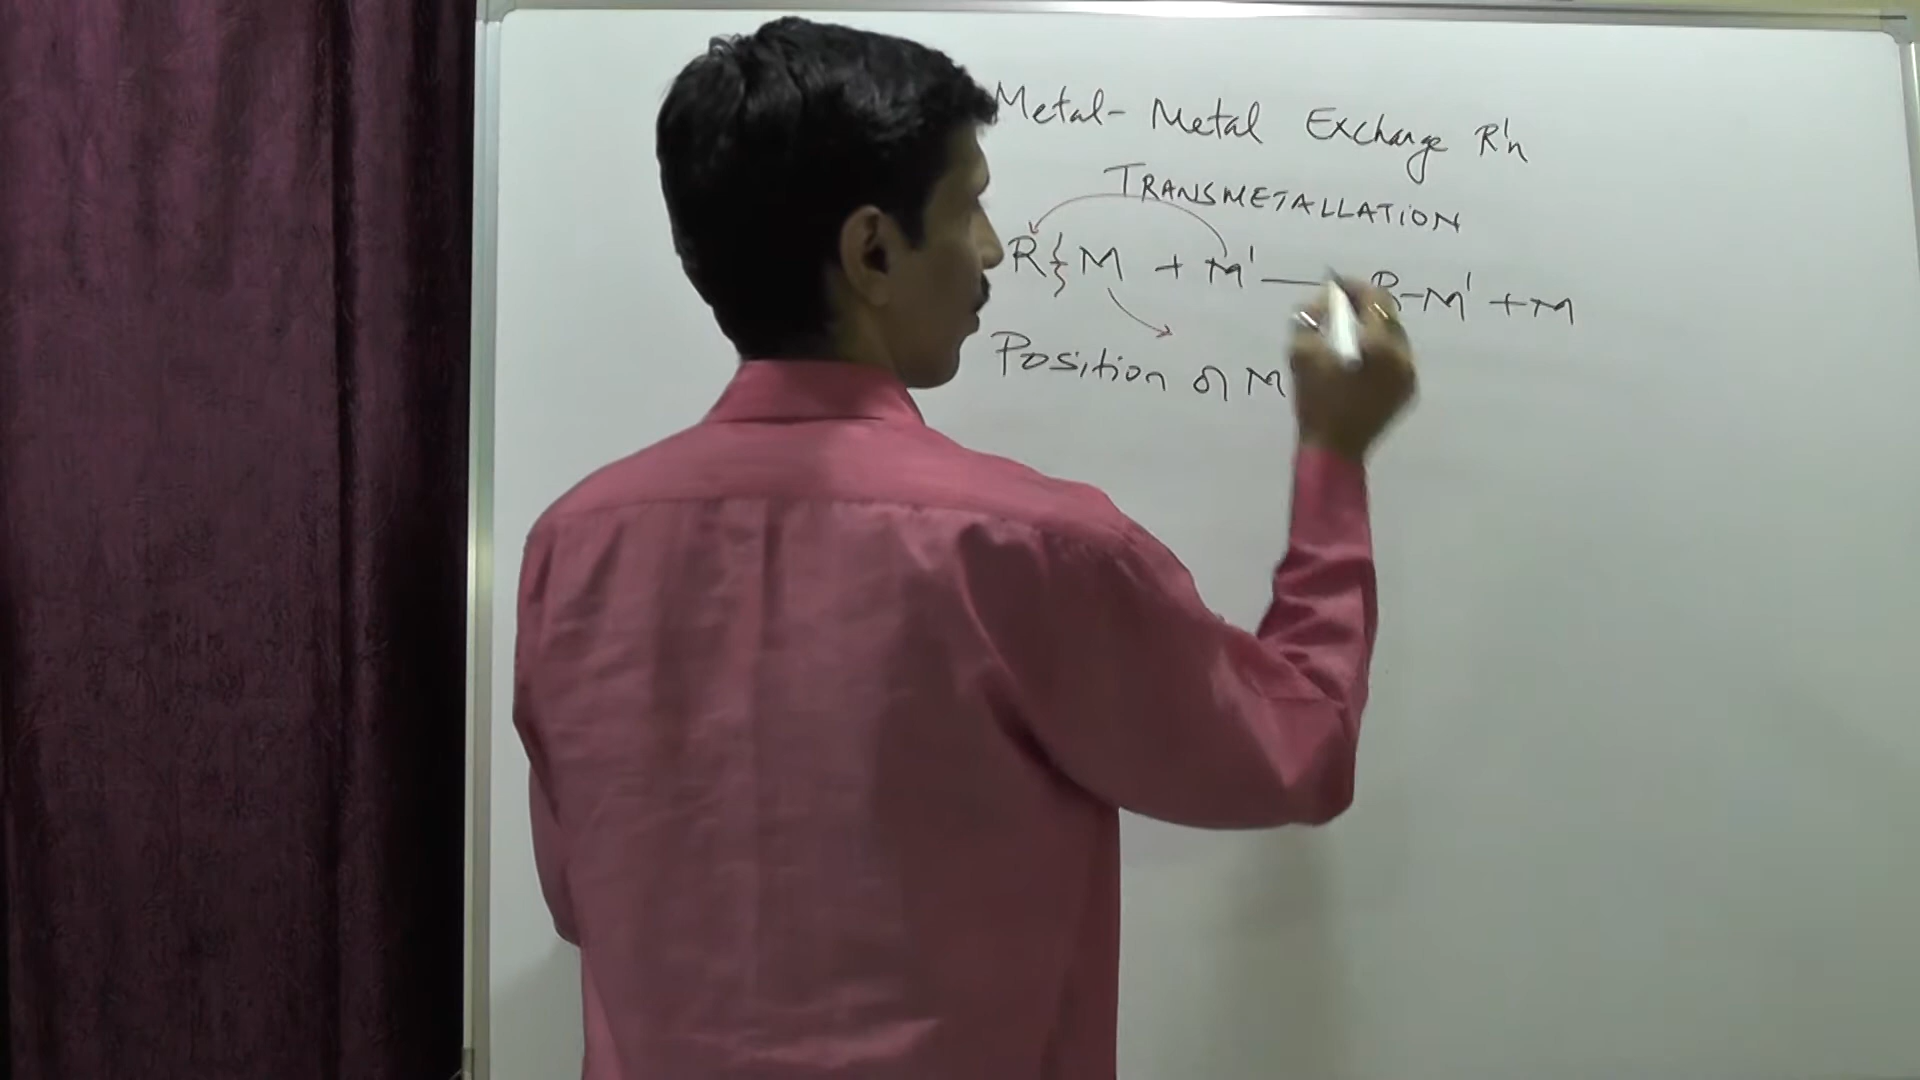 Metal-Metal Exchange R'n
TRANSMETALLATION
R M + M' R-M' + M
Position of M